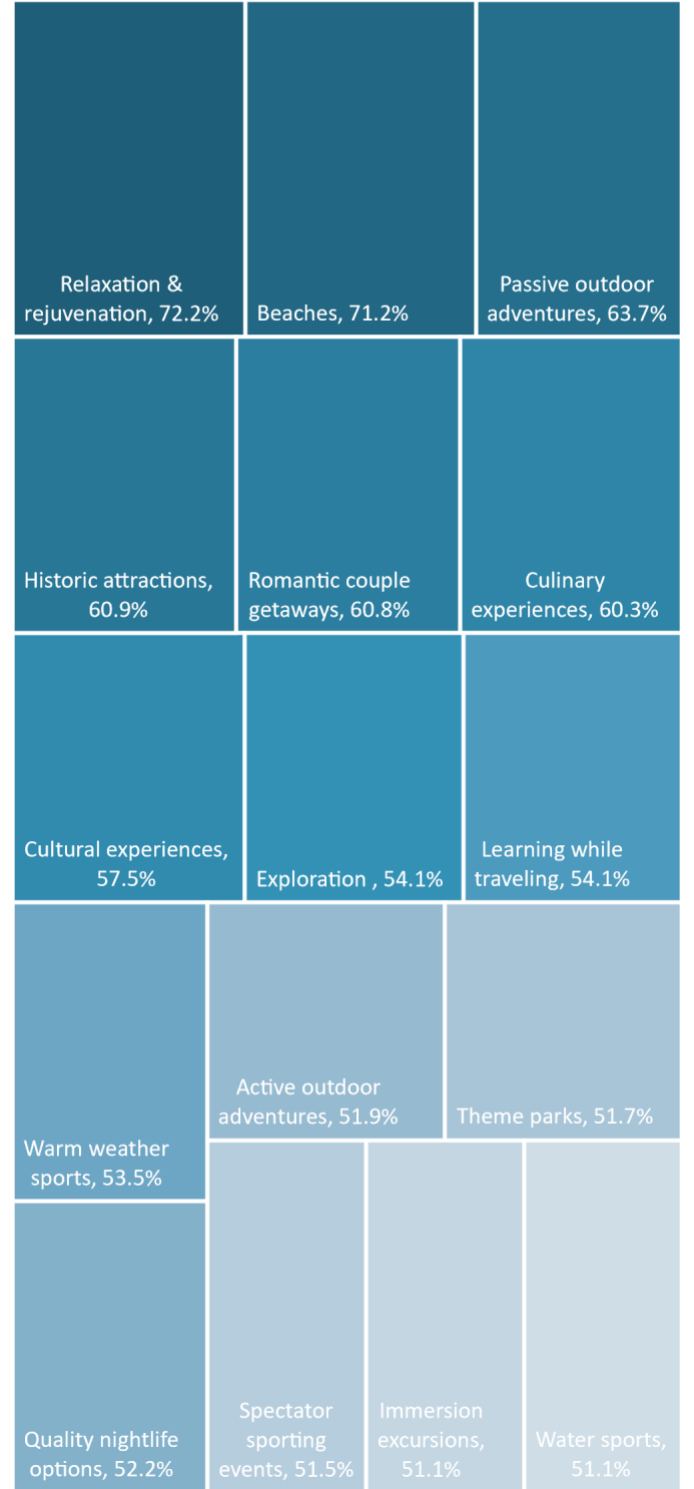 Relaxation &
rejuvenation, 72.2%
Beaches, 71.2%
Passive outdoor
adventures, 63.7%
Historic attractions,
60.9%
Romantic couple
getaways, 60.8%
Culinary
experiences, 60.3%
Cultural experiences,
57.5%
Exploration , 54.1%
Learning while
traveling, 54.1%
Warm weather
sports, 53.5%
Active outdoor
adventures, 51.9%
Theme parks, 51.7%
Quality nightlife
options, 52.2%
Spectator
sporting
events, 51.5%
Immersion
excursions,
51.1%
Water sports,
51.1%